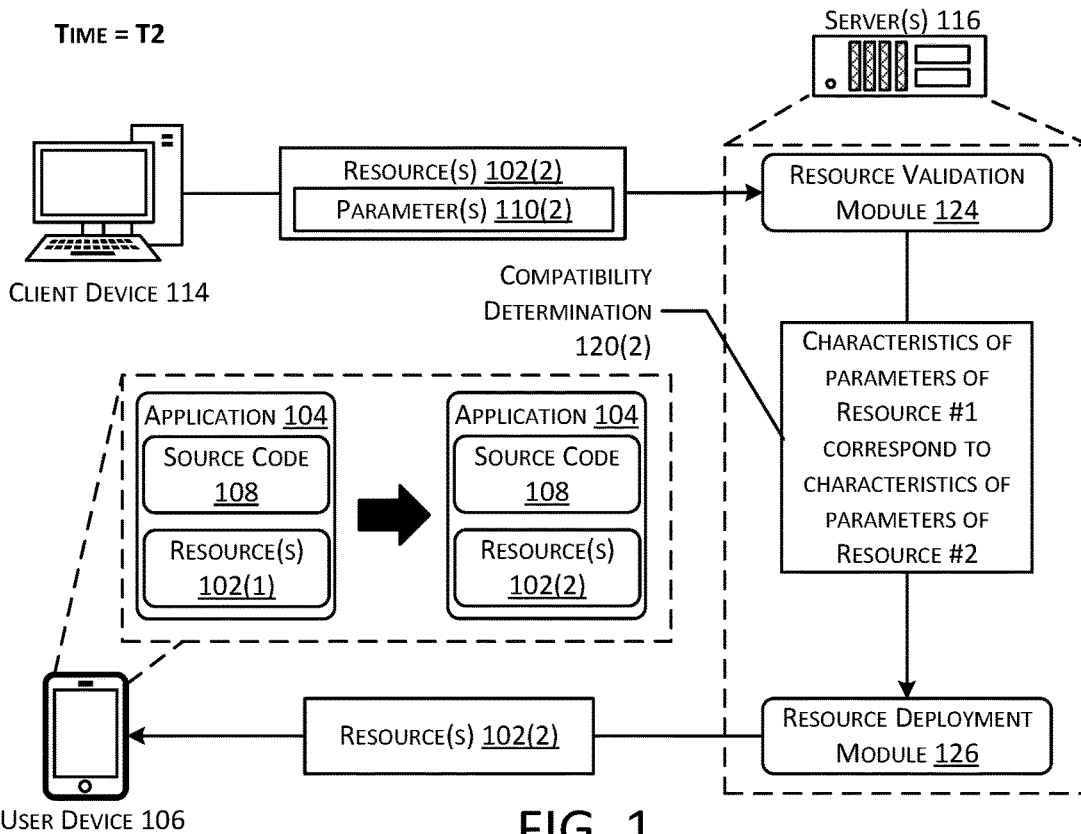 TIME = T2
SERVER(S) 116
RESOURCE(S) 102(2)
PARAMETER(S) 110(2)
RESOURCE VALIDATION
MODULE 124
CLIENT DEVICE 114
COMPATIBILITY
DETERMINATION
120(2)
CHARACTERISTICS OF
PARAMETERS OF
RESOURCE #1
CORRESPOND TO
CHARACTERISTICS OF
PARAMETERS OF
RESOURCE #2
APPLICATION 104
SOURCE CODE
108
RESOURCE(S)
102(1)
APPLICATION 104
SOURCE CODE
108
RESOURCE(S)
102(2)
RESOURCE(S) 102(2)
RESOURCE DEPLOYMENT
MODULE 126
USER DEVICE 106
FIG. 1